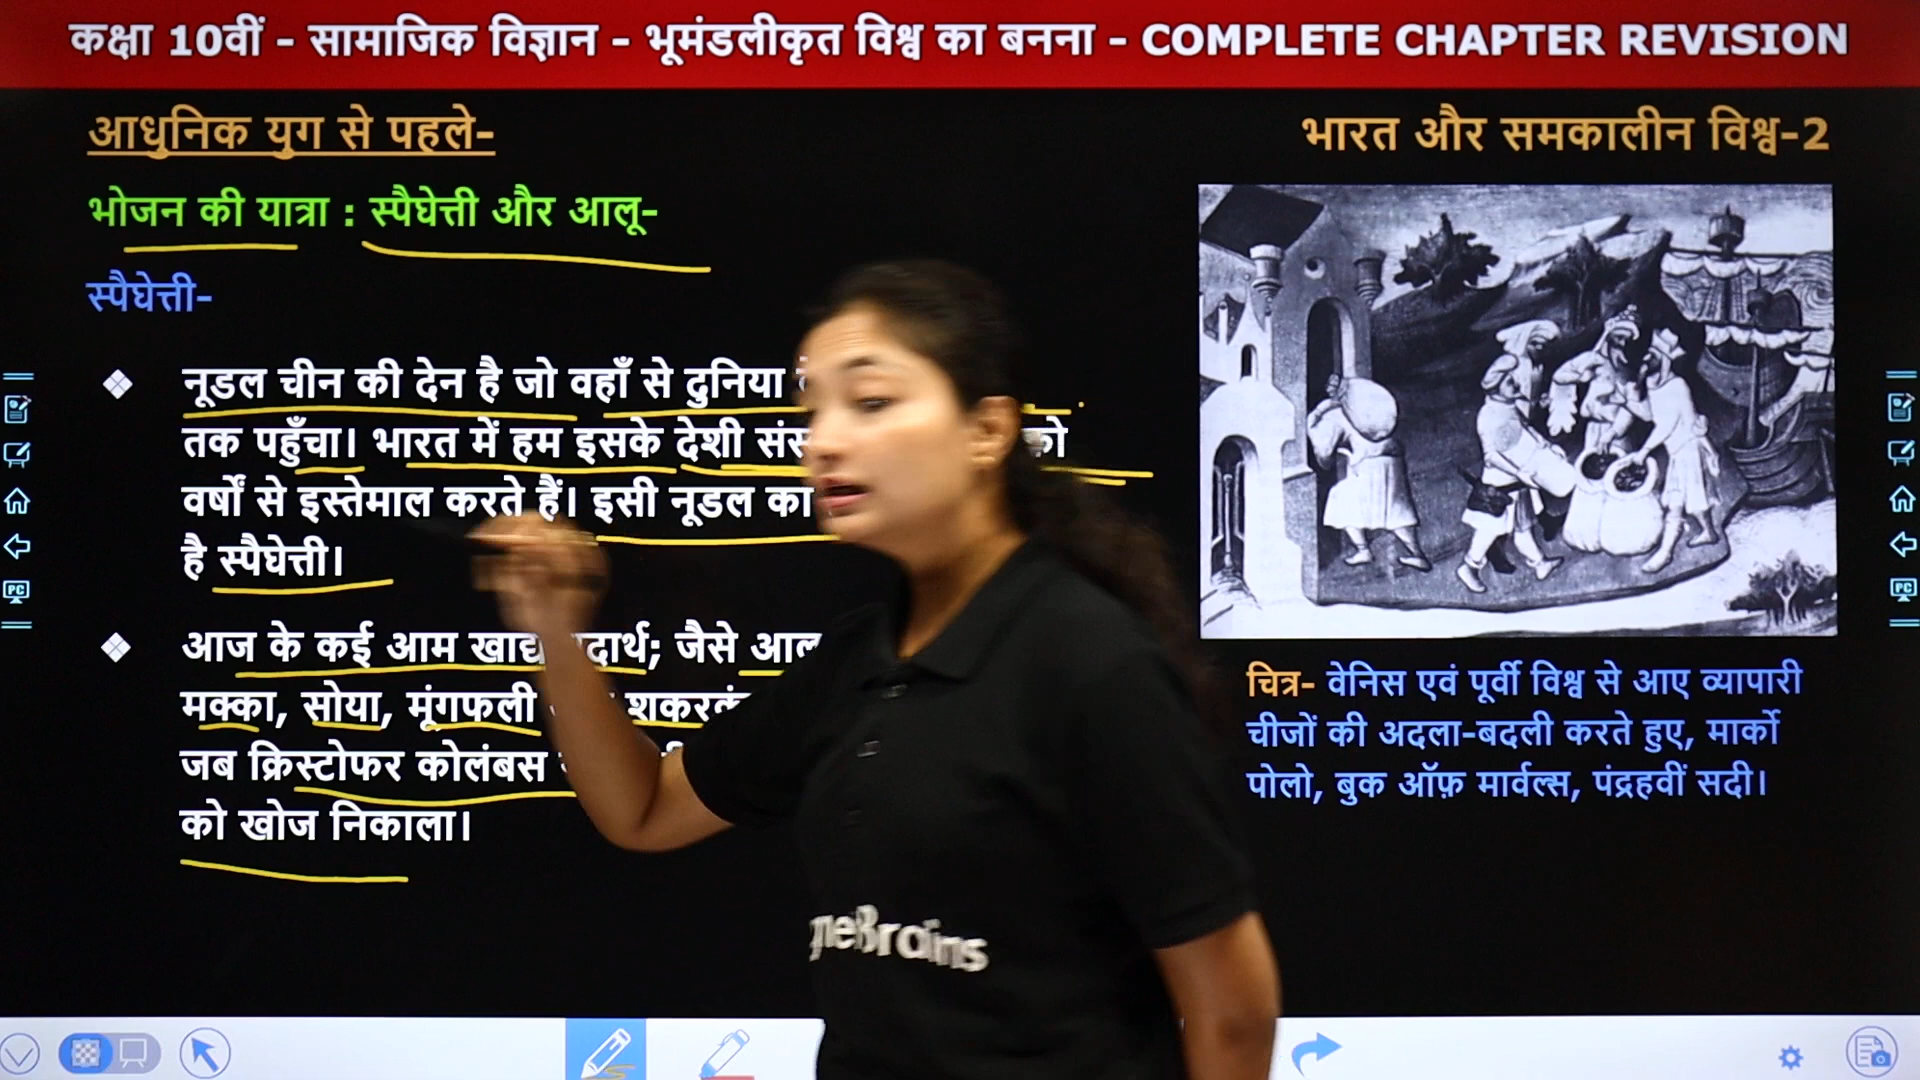 कक्षा 10वीं - सामाजिक विज्ञान - भूमंडलीकृत विश्व का बनना - COMPLETE CHAPTER REVISION
आधुनिक युग से पहले-
भारत और समकालीन विश्व-2
भोजन की यात्रा : स्पैघेत्ती और आलू-
स्पैघेत्ती-
नूडल चीन की देन है जो वहाँ से दुनिया
तक पहुँचा। भारत में हम इसके देशी को
वर्षों से इस्तेमाल करते हैं। इसी नूडल का
है स्पैघेत्ती।
आज के कई आम खाद्य जैसे
मक्का, सोया, मूंगफली
जब क्रिस्टोफर कोलंबस
को खोज निकाला।
चित्र- वेनिस एवं पूर्वी विश्व से आए व्यापारी
चीजों की अदला-बदली करते हुए, मार्को
पोलो, बुक ऑफ़ मार्वल्स, पंद्रहवीं सदी।
PC
PC